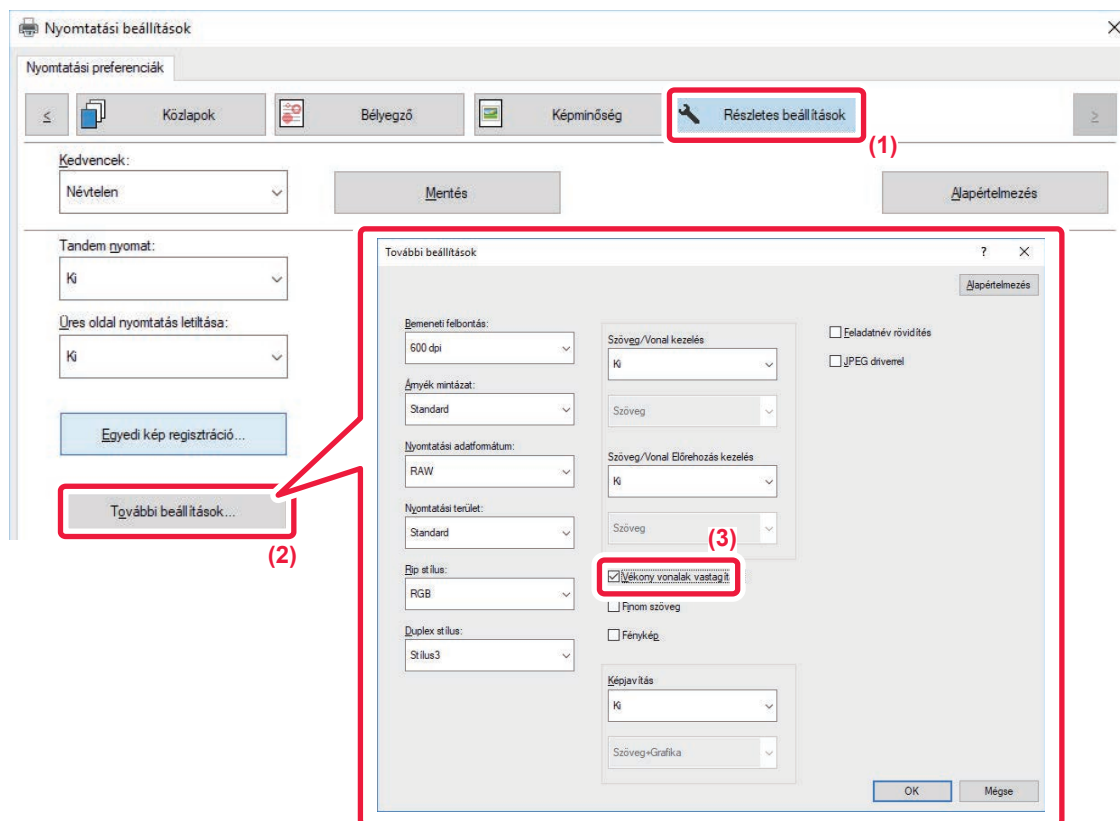 Nyomtatási beállítások
Nyomtatási preferenciák
<
Közlapok
Bélyegző
Képminőség
Részletes beállítások
>
(1)
Kedvencek:
Névtelen
Mentés
Alapértelmezés
Tandem nyomat:
Ki
Üres oldal nyomtatás letiltása:
Ki
Egyedi kép regisztráció...
További beállítások...
(2)
További beállítások
?
Alapértelmezés
Bemeneti felbontás:
600 dpi
Árnyék mintázat:
Standard
Nyomtatási adatformátum:
RAW
Nyomtatási terület:
Standard
Rip stílus:
RGB
Duplex stílus:
Stílus3
Szöveg/Vonal kezelés
Ki
Szöveg
Szöveg/Vonal Előrehozás kezelés
Ki
Szöveg
(3)
Vékony vonalak vastagít
Finom szöveg
Fénykép
Képjavítás
Ki
Szöveg+Grafika
Feladatnév rövidítés
JPEG driverrel
OK
Mégse